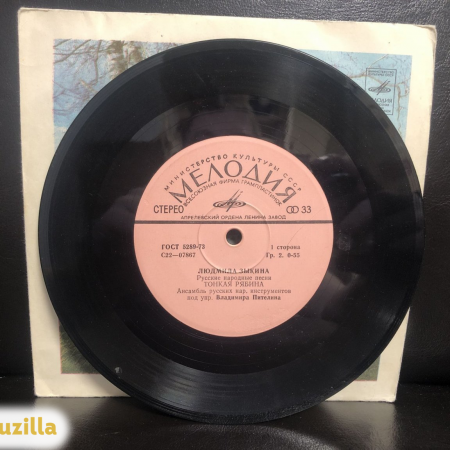 МИНИСТЕРСТВО КУЛЬТУРЫ СССР
МЕЛОДИЯ
ВСЕСОЮЗНАЯ ФИРМА ГРАМПЛАСТИНОК
СТЕРЕО 33
АПРЕЛЕВСКИЙ ОРДЕНА ЛЕНИНА ЗАВОД
ГОСТ 5289-73 1 сторона
С22—07867 Гр. 2. 0-55
ЛЮДМИЛА ЗЫКИНА
Русские народные песни
ТОНКАЯ РЯБИНА
Ансамбль русских нар. инструментов
под упр. Владимира Пителева
uzilla